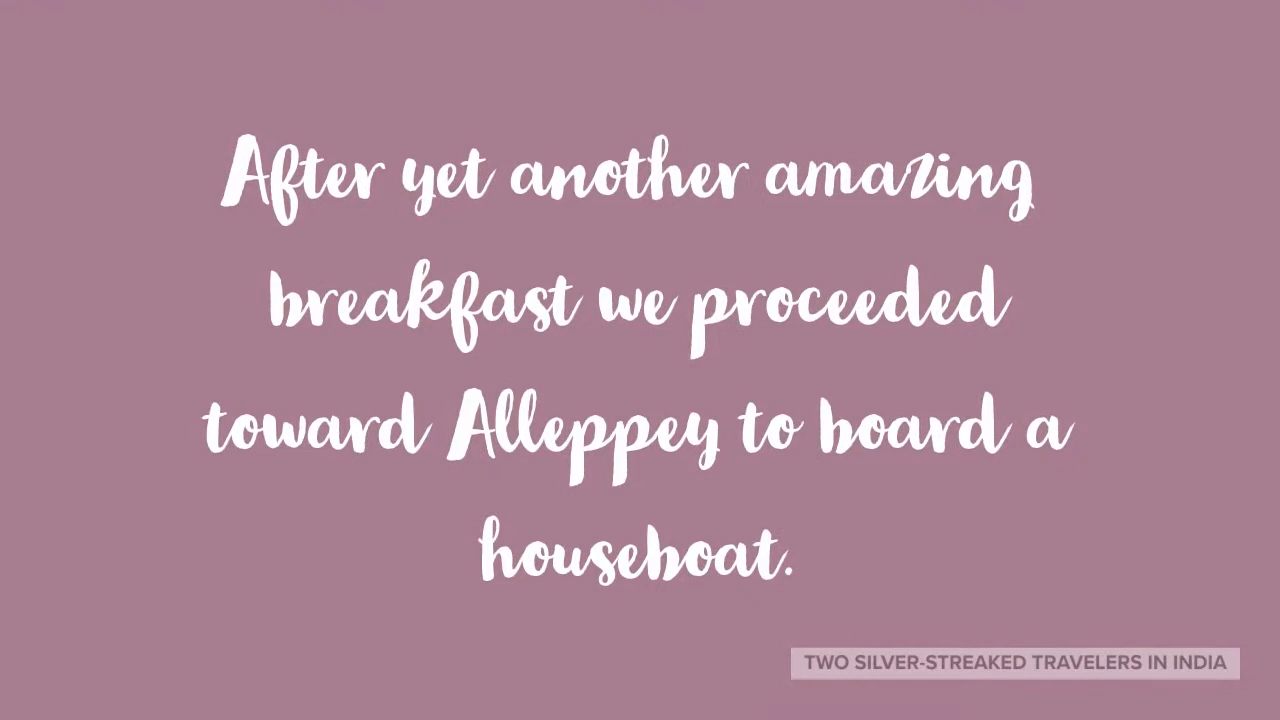 After yet another amazing
breakfast we proceeded
toward Alleppey to board a
houseboat.
TWO SILVER-STREAKED TRAVELERS IN INDIA